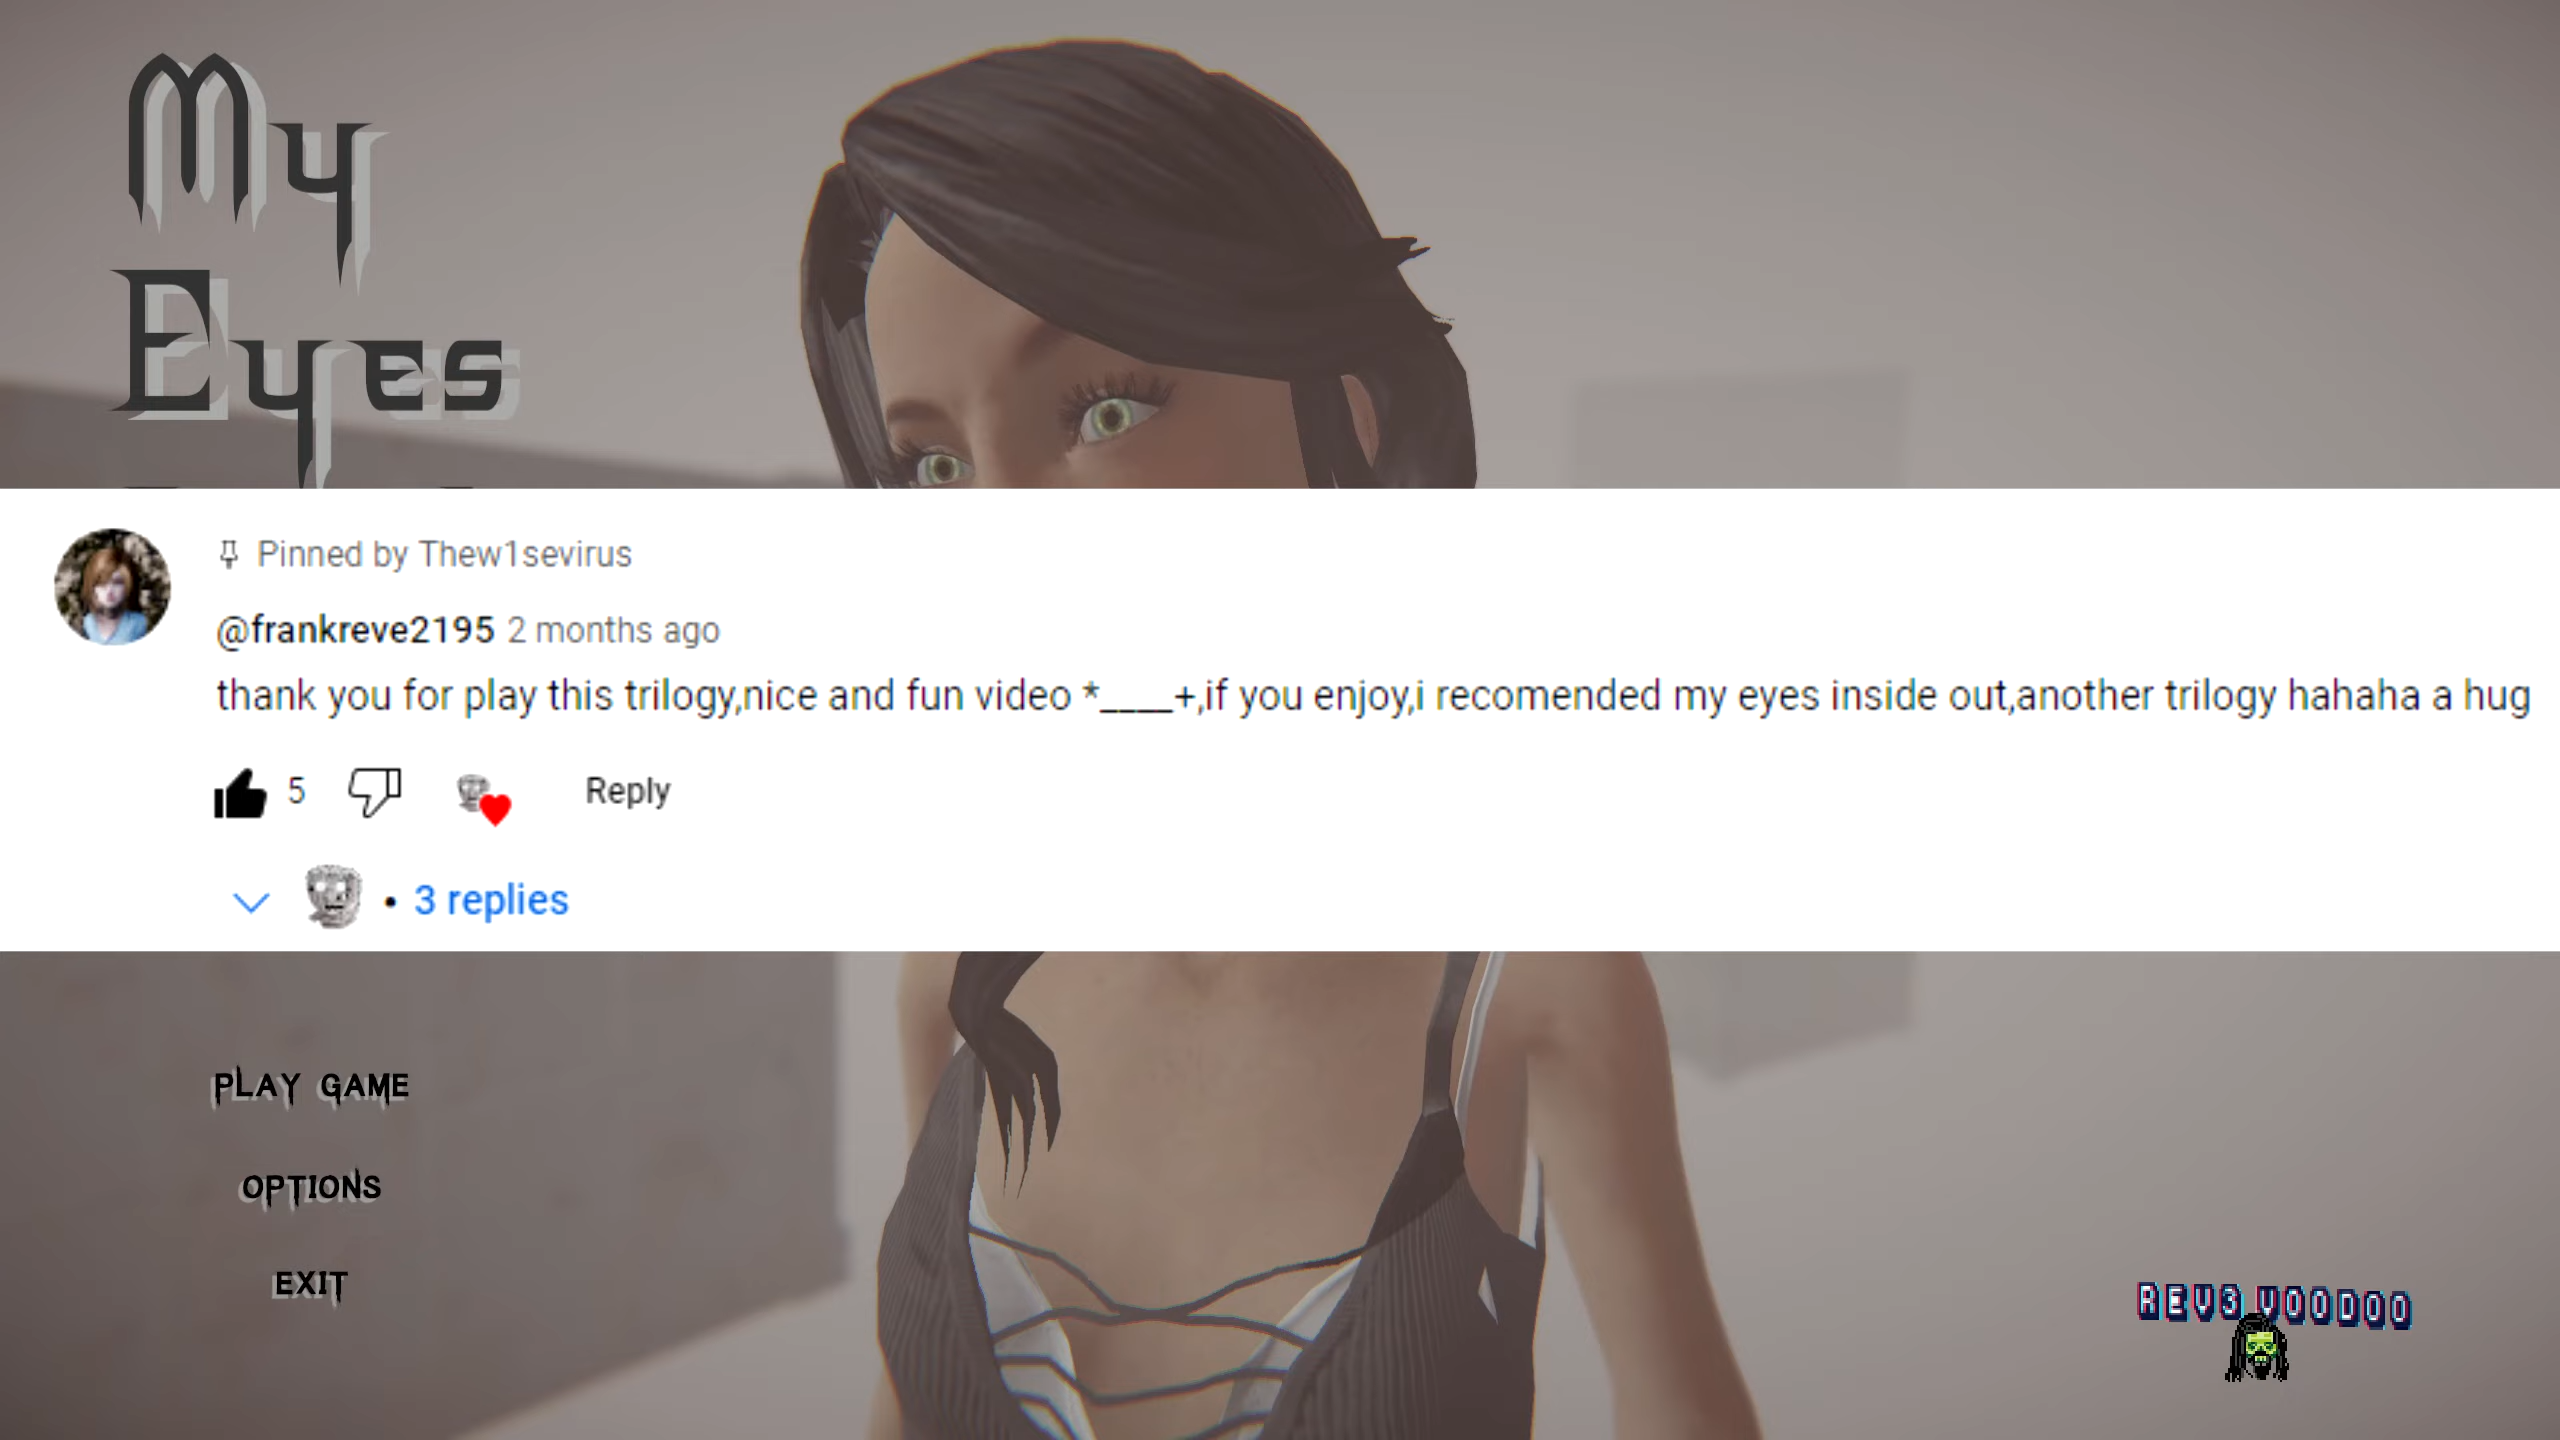 My
Eyes
Pinned by Thew1sevirus
@frankreve2195 2 months ago
thank you for play this trilogy,nice and fun video *____+,if you enjoy,i recomended my eyes inside out,another trilogy hahaha a hug
5
Reply
• 3 replies
PLAY GAME
OPTIONS
EXIT
REV3 VOODOO